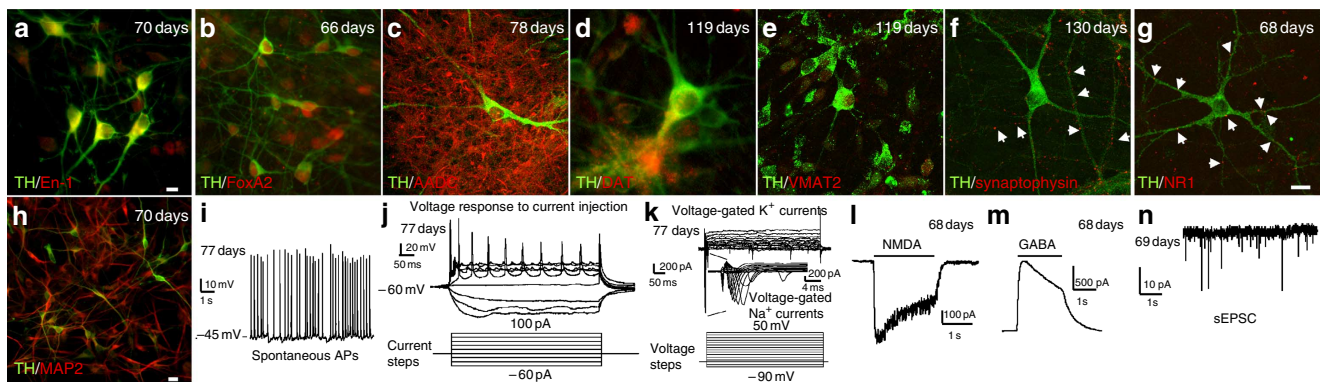 a 70 days
TH/En-1
b 66 days
TH/FoxA2
c 78 days
TH/AADC
d 119 days
TH/DAT
e 119 days
TH/VMAT2
f 130 days
TH/synaptophysin
g 68 days
TH/NR1
h 70 days
TH/MAP2
i
77 days
10 mV
1 s
−45 mV
Spontaneous APs
j
Voltage response to current injection
77 days
20 mV
50 ms
−60 mV
100 pA
Current
steps
−60 pA
k
Voltage-gated K+ currents
77 days
200 pA
50 ms
200 pA
4 ms
Voltage-gated
Na+ currents
50 mV
Voltage
steps
−90 mV
l 68 days
NMDA
100 pA
1 s
m 68 days
GABA
500 pA
1s
n
69 days
10 pA
1s
sEPSC